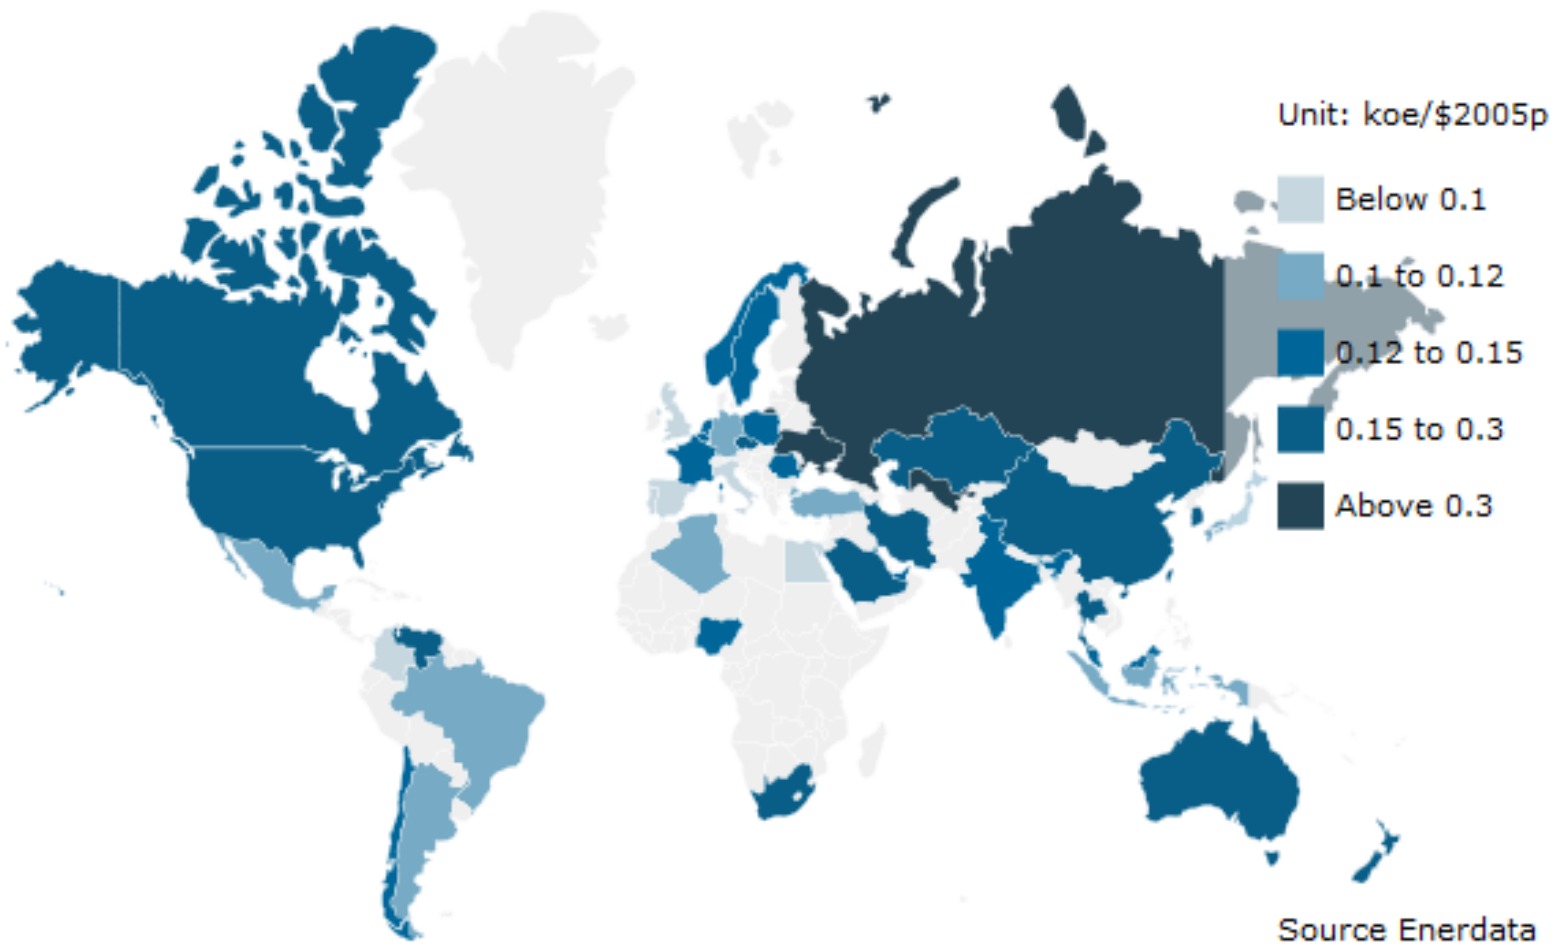 Unit: koe/$2005p
Below 0.1
0.1 to 0.12
0.12 to 0.15
0.15 to 0.3
Above 0.3
Source Enerdata